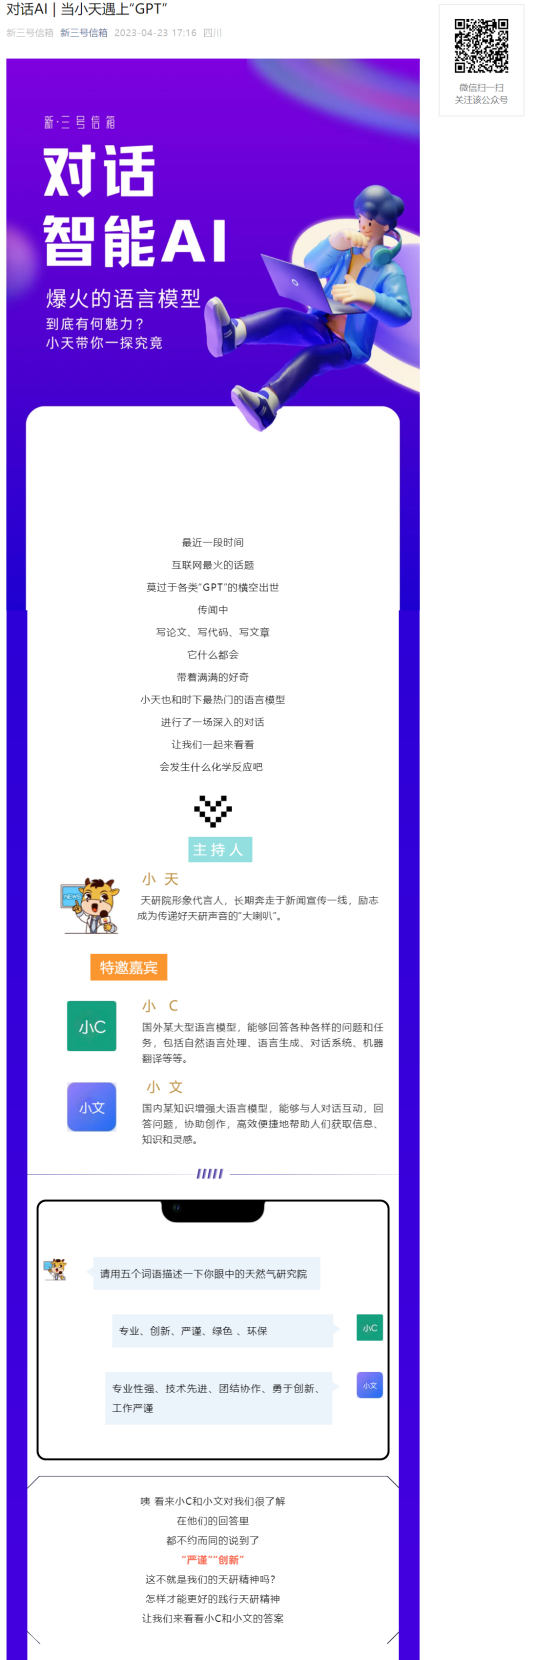 对话AI | 当小天遇上"GPT"
新三号信箱 新三号信箱 2023-04-23 17:16 四川
微信扫一扫
关注该公众号
新·三号信箱
对话
智能AI
爆火的语言模型
到底有何魅力？
小天带你一探究竟
最近一段时间
互联网最火的话题
莫过于各类"GPT"的横空出世
传闻中
写论文、写代码、写文章
它什么都会
带着满满的好奇
小天也和时下最热门的语言模型
进行了一场深入的对话
让我们一起来看看
会发生什么化学反应吧
主持人
小 天
天研院形象代言人，长期奔走于新闻宣传一线，励志
成为传递好天研声音的"大喇叭"。
特邀嘉宾
小C
小 C
国外某大型语言模型，能够回答各种各样的问题和任
务，包括自然语言处理、语言生成、对话系统、机器
翻译等等。
小文
小 文
国内某知识增强大语言模型，能够与人对话互动，回
答问题，协助创作，高效便捷地帮助人们获取信息、
知识和灵感。
请用五个词语描述一下你眼中的天然气研究院
专业、创新、严谨、绿色 、环保
小C
专业性强、技术先进、团结协作、勇于创新、
工作严谨
小文
咦 看来小C和小文对我们很了解
在他们的回答里
都不约而同的说到了
"严谨""创新"
这不就是我们的天研精神吗？
怎样才能更好的践行天研精神
让我们来看看小C和小文的答案